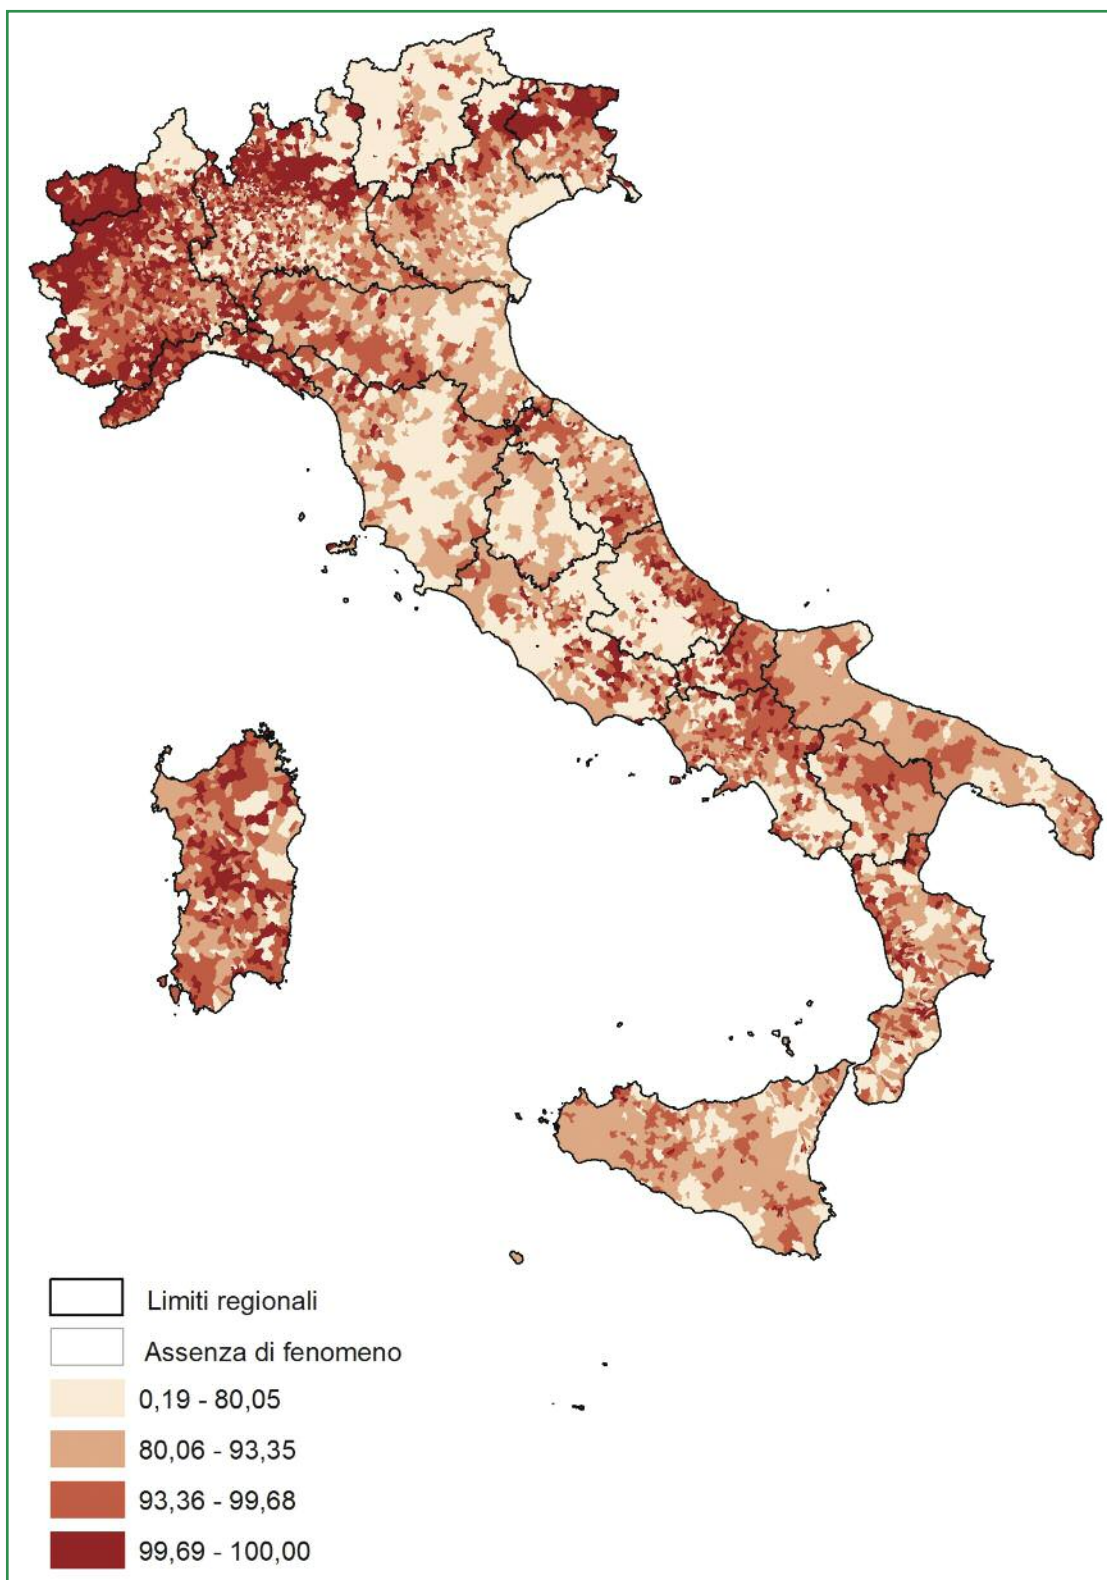 Limiti regionali
Assenza di fenomeno
0,19 - 80,05
80,06 - 93,35
93,36 - 99,68
99,69 - 100,00